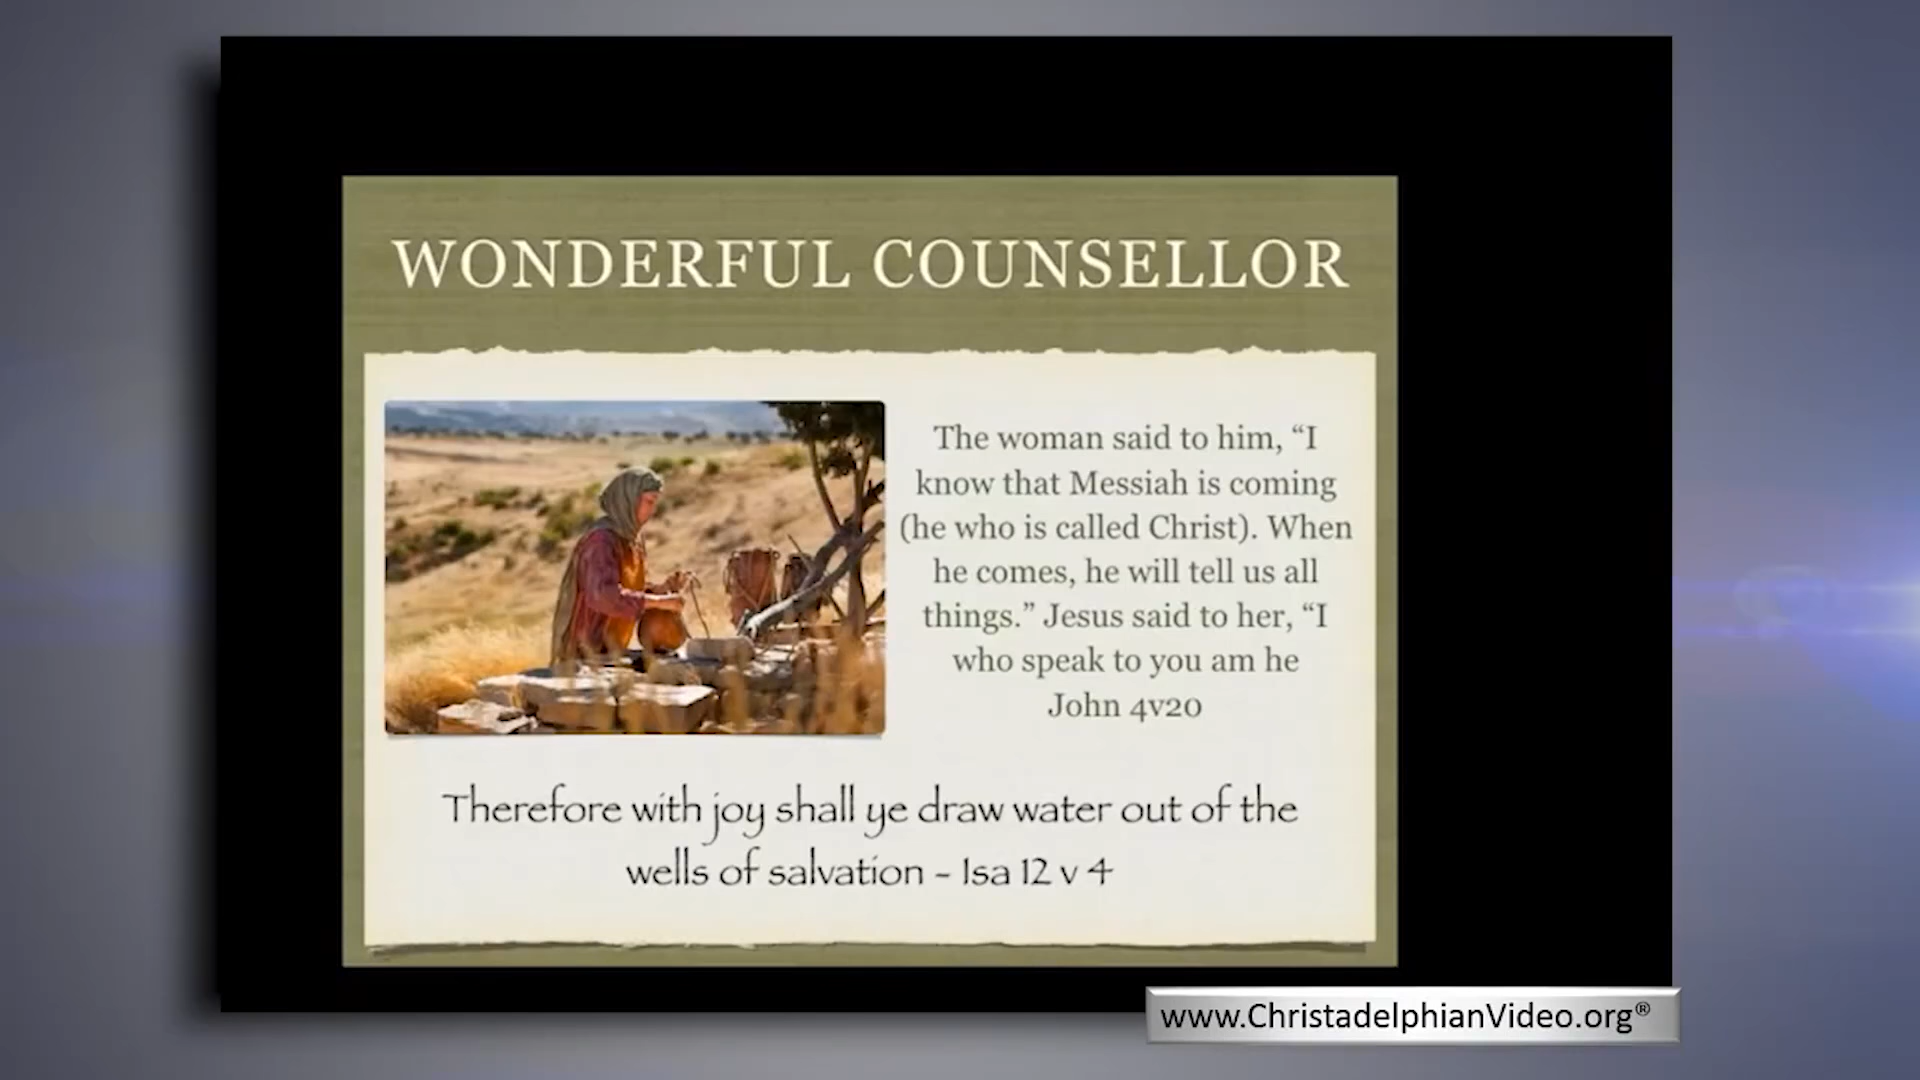 WONDERFUL COUNSELLOR
The woman said to him, “I
know that Messiah is coming
(he who is called Christ). When
he comes, he will tell us all
things.” Jesus said to her, “I
who speak to you am he
John 4v20
Therefore with joy shall ye draw water out of the
wells of salvation - Isa 12 v 4
www.ChristadelphianVideo.org®